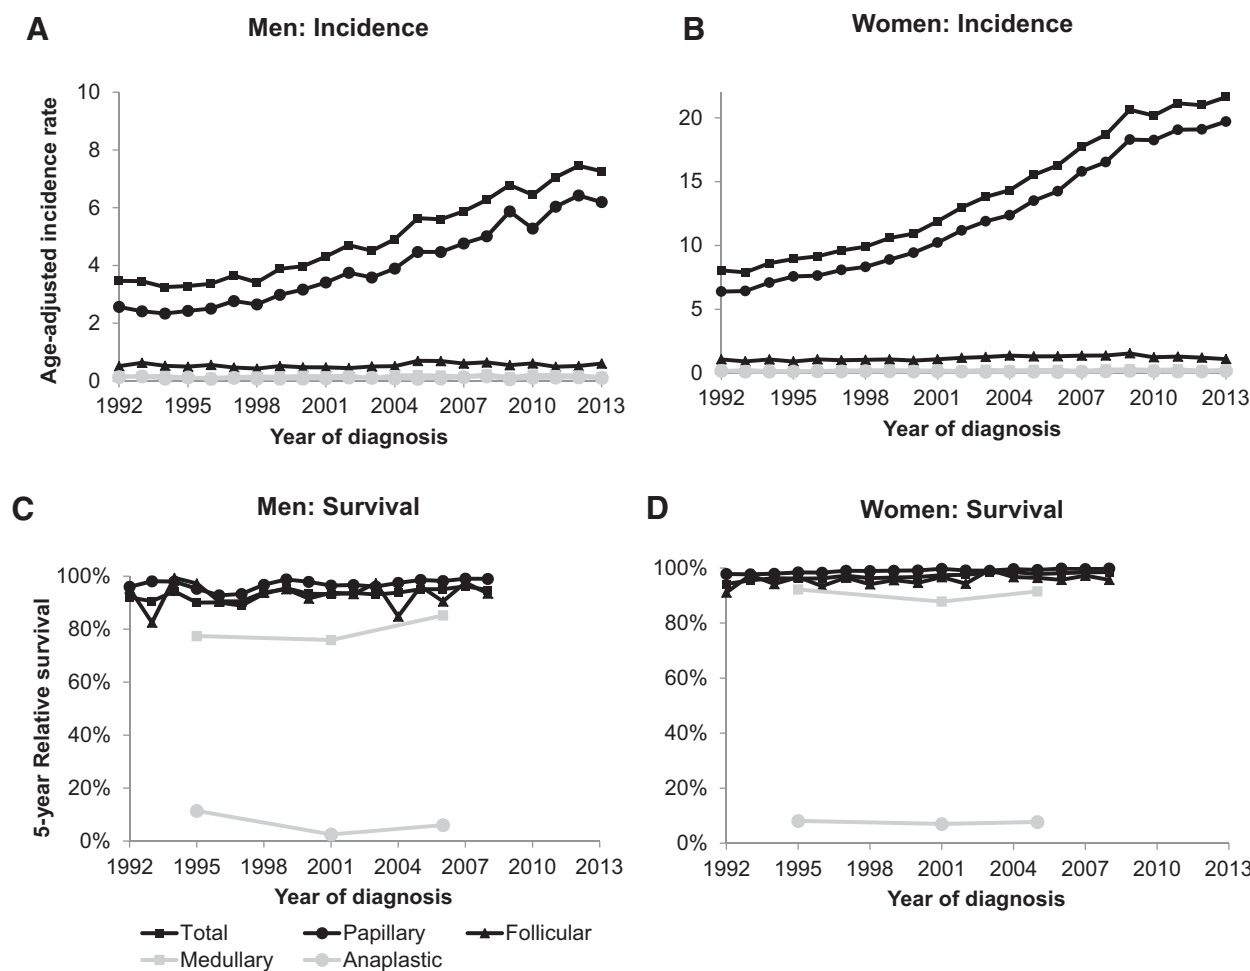 A
Men: Incidence
Age-adjusted incidence rate
10
8
6
4
2
0
1992 1995 1998 2001 2004 2007 2010 2013
Year of diagnosis
B
Women: Incidence
20
15
10
5
0
1992 1995 1998 2001 2004 2007 2010 2013
Year of diagnosis
C
Men: Survival
5-year Relative survival
100%
80%
60%
40%
20%
0%
1992 1995 1998 2001 2004 2007 2010 2013
Year of diagnosis
D
Women: Survival
100%
80%
60%
40%
20%
0%
1992 1995 1998 2001 2004 2007 2010 2013
Year of diagnosis
Total Papillary Follicular
Medullary Anaplastic